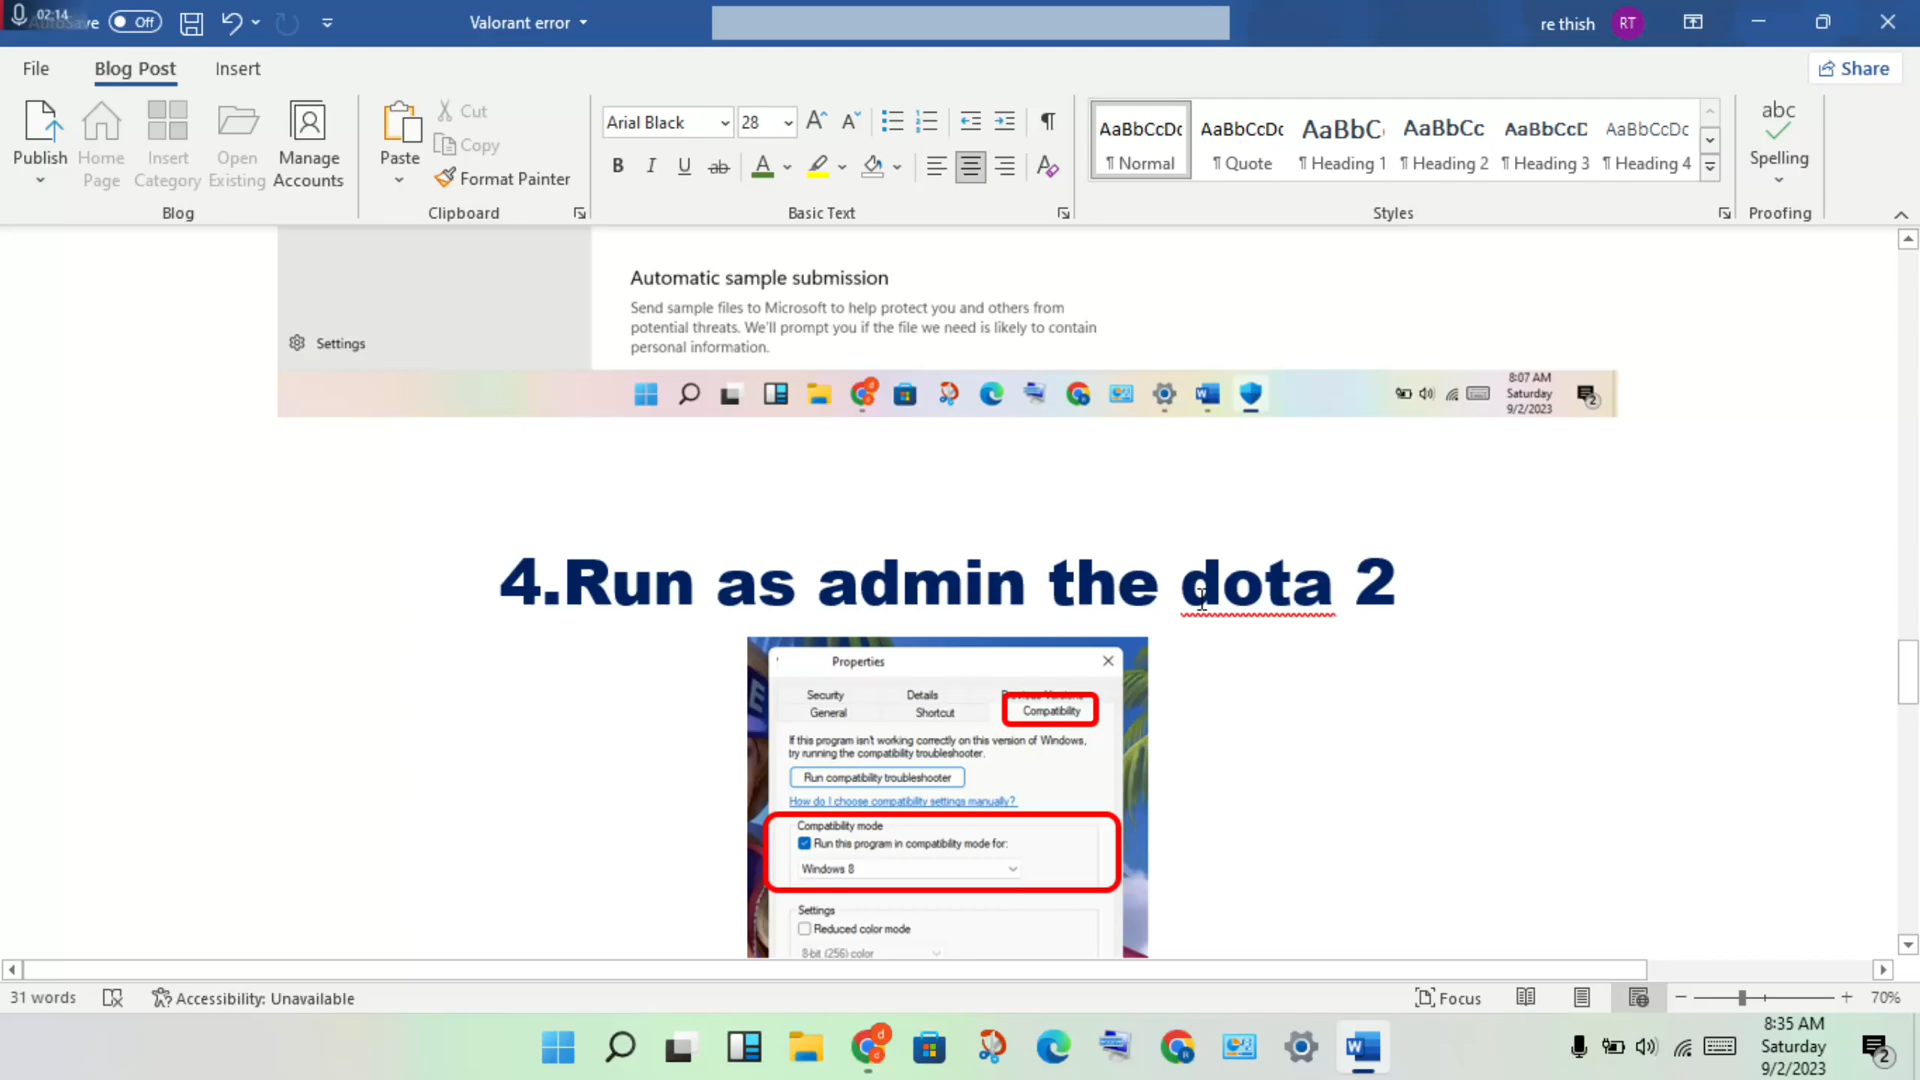 02:14
Off
Valorant error
re thish
RT
File
Blog Post
Insert
Share
Publish
Home
Page
Insert
Category
Open
Existing
Manage
Accounts
Blog
Paste
Cut
Copy
Format Painter
Clipboard
Arial Black
28
Basic Text
AaBbCcDc
¶ Normal
AaBbCcDc
¶ Quote
AaBbC
¶ Heading 1
AaBbCc
¶ Heading 2
AaBbCcD
¶ Heading 3
AaBbCcDc
¶ Heading 4
Styles
abc
Spelling
Proofing
Automatic sample submission
Send sample files to Microsoft to help protect you and others from
potential threats. We'll prompt you if the file we need is likely to contain
personal information.
Settings
8:07 AM
Saturday
9/2/2023
2
4.Run as admin the dota 2
Properties
Security
Details
Previous Versions
General
Shortcut
Compatibility
If this program isn't working correctly on this version of Windows,
try running the compatibility troubleshooter.
Run compatibility troubleshooter
How do I choose compatibility settings manually?
Compatibility mode
Run this program in compatibility mode for:
Windows 8
Settings
Reduced color mode
8-bit (256) color
31 words
Accessibility: Unavailable
Focus
70%
8:35 AM
Saturday
9/2/2023
2